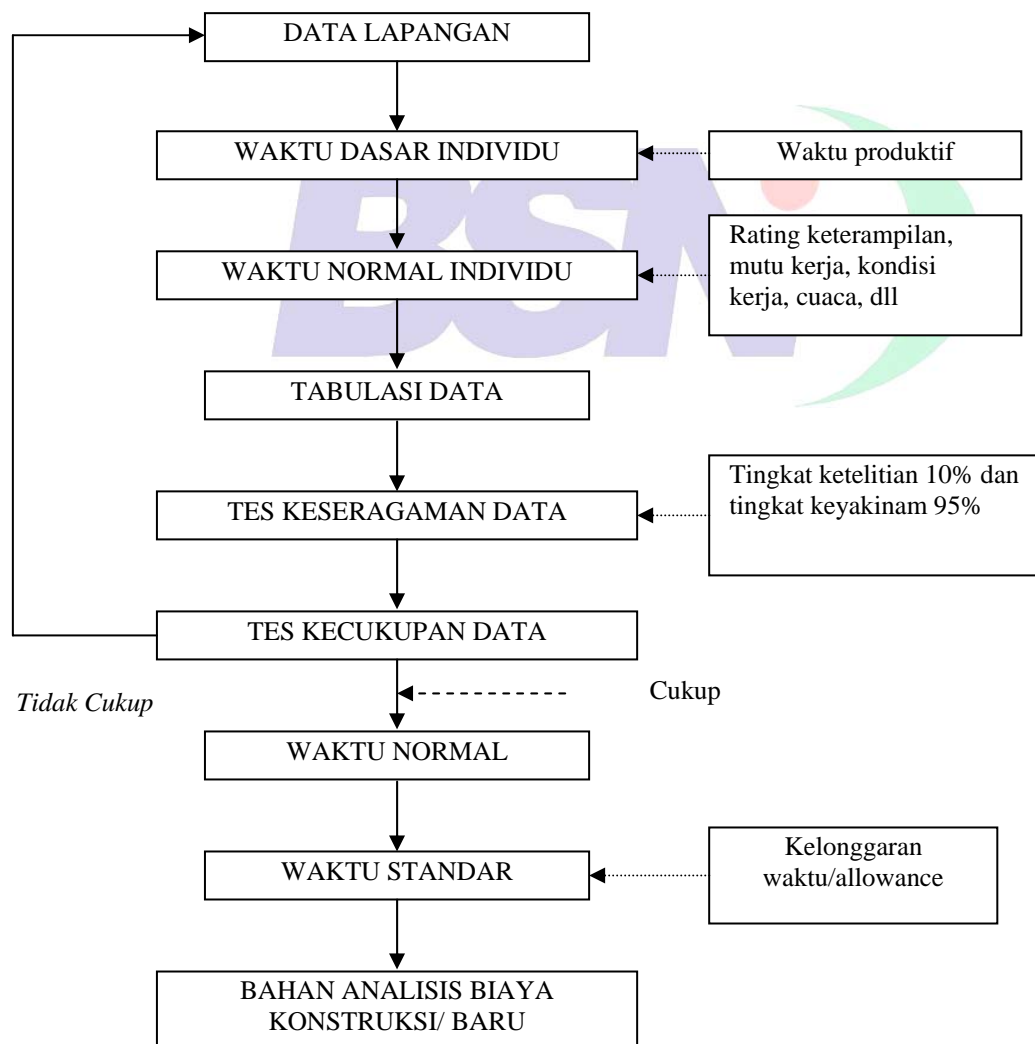 DATA LAPANGAN
WAKTU DASAR INDIVIDU
Waktu produktif
WAKTU NORMAL INDIVIDU
Rating keterampilan,
mutu kerja, kondisi
kerja, cuaca, dll
BSN
TABULASI DATA
TES KESERAGAMAN DATA
Tingkat ketelitian 10% dan
tingkat keyakinam 95%
TES KECUKUPAN DATA
Tidak Cukup
Cukup
WAKTU NORMAL
WAKTU STANDAR
Kelonggaran
waktu/allowance
BAHAN ANALISIS BIAYA
KONSTRUKSI/ BARU